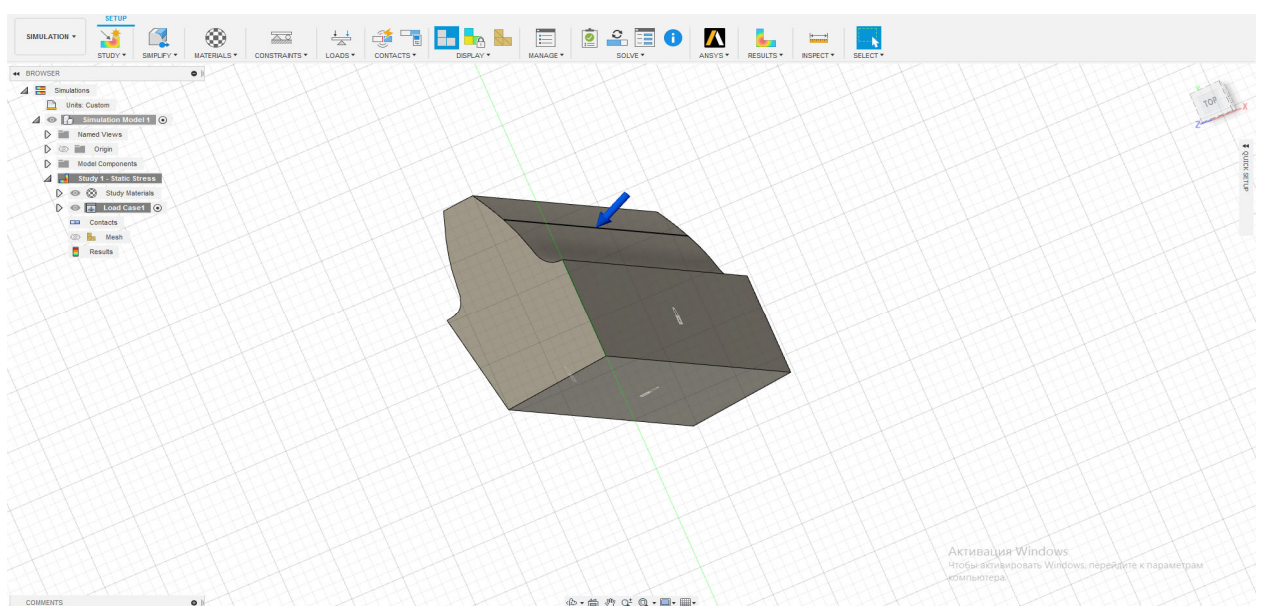 SETUP
SIMULATION
STUDY
SIMPLIFY
MATERIALS
CONSTRAINTS
LOADS
CONTACTS
DISPLAY
MANAGE
SOLVE
ANSYS
RESULTS
INSPECT
SELECT
BROWSER
Simulations
Units: Custom
Simulation Model 1
Named Views
Origin
Model Components
Study 1 - Static Stress
Study Materials
Load Case1
Contacts
Mesh
Results
TOP
X
Z
QUICK SETUP
Активация Windows
Чтобы активировать Windows, перейдите к параметрам
компьютера.
COMMENTS